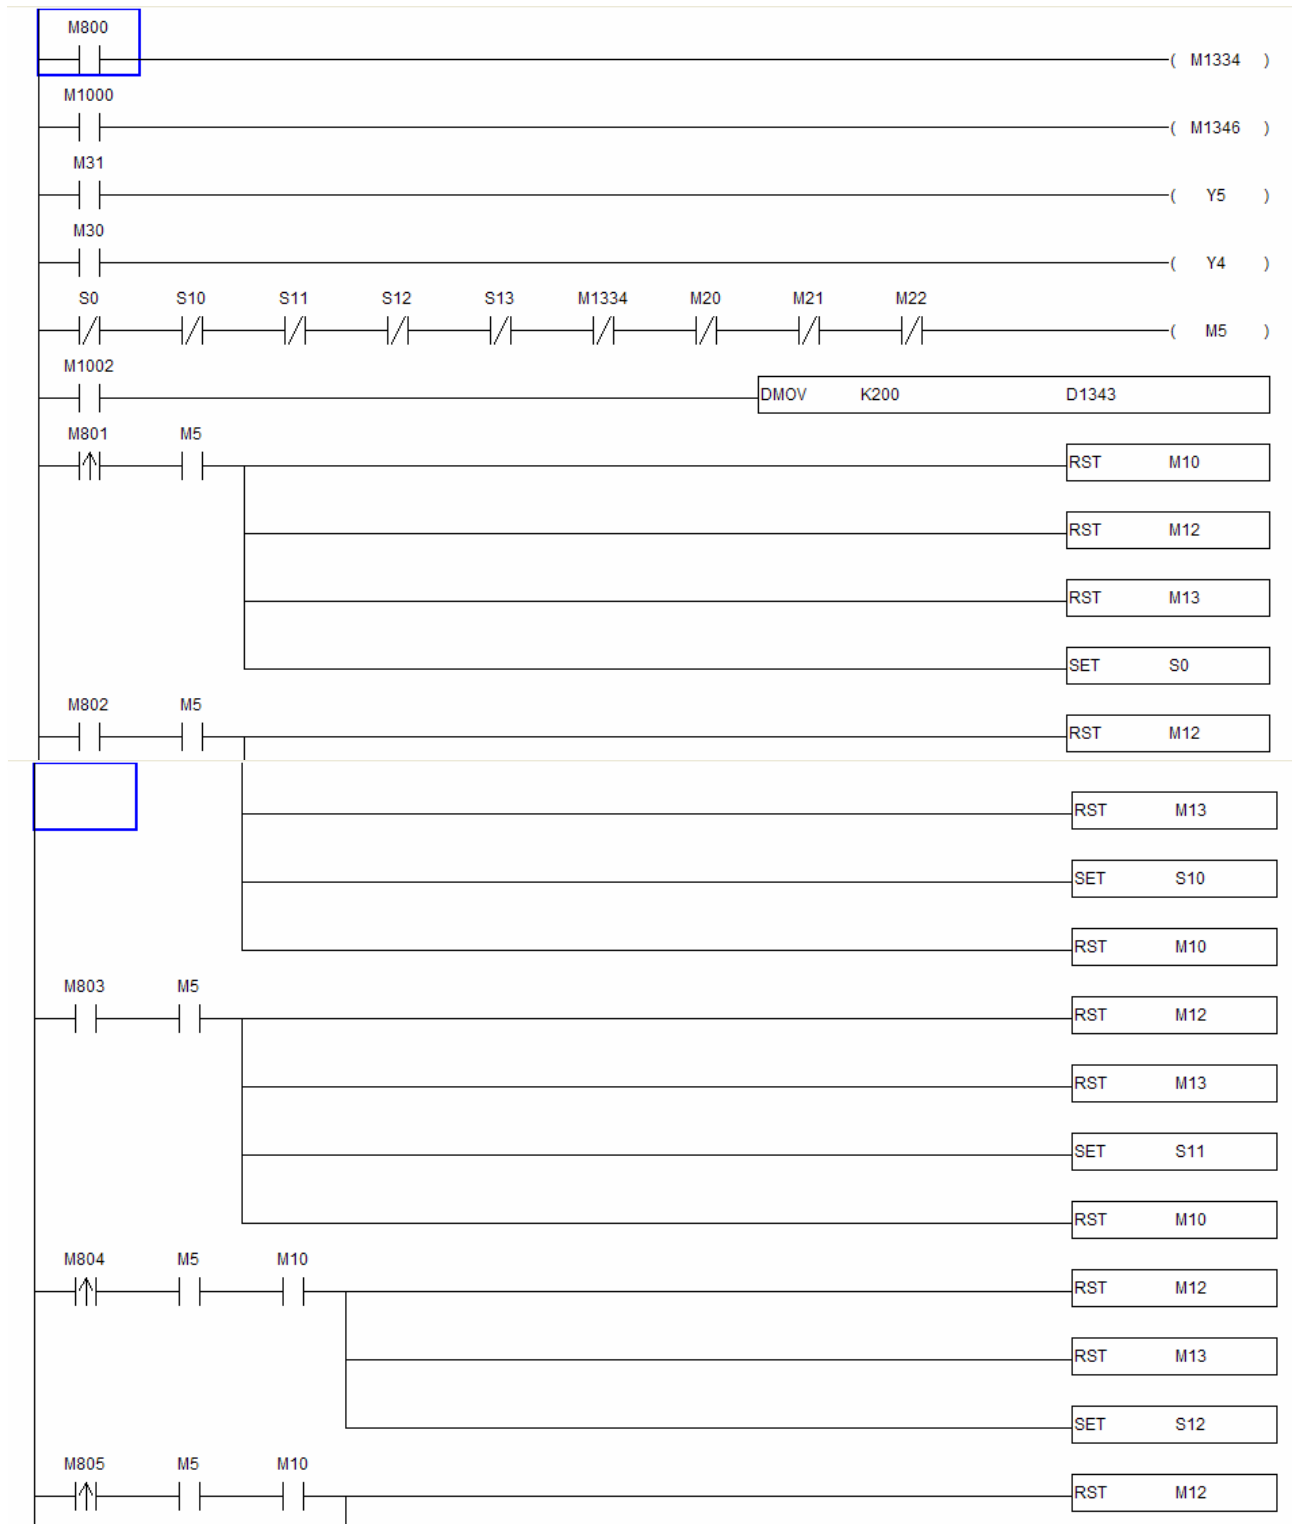 M800
( M1334 )
M1000
( M1346 )
M31
( Y5 )
M30
( Y4 )
S0 S10 S11 S12 S13 M1334 M20 M21 M22
( M5 )
M1002
DMOV K200 D1343
M801 M5
RST M10
RST M12
RST M13
SET S0
M802 M5
RST M12
RST M13
SET S10
RST M10
M803 M5
RST M12
RST M13
SET S11
RST M10
M804 M5 M10
RST M12
RST M13
SET S12
M805 M5 M10
RST M12